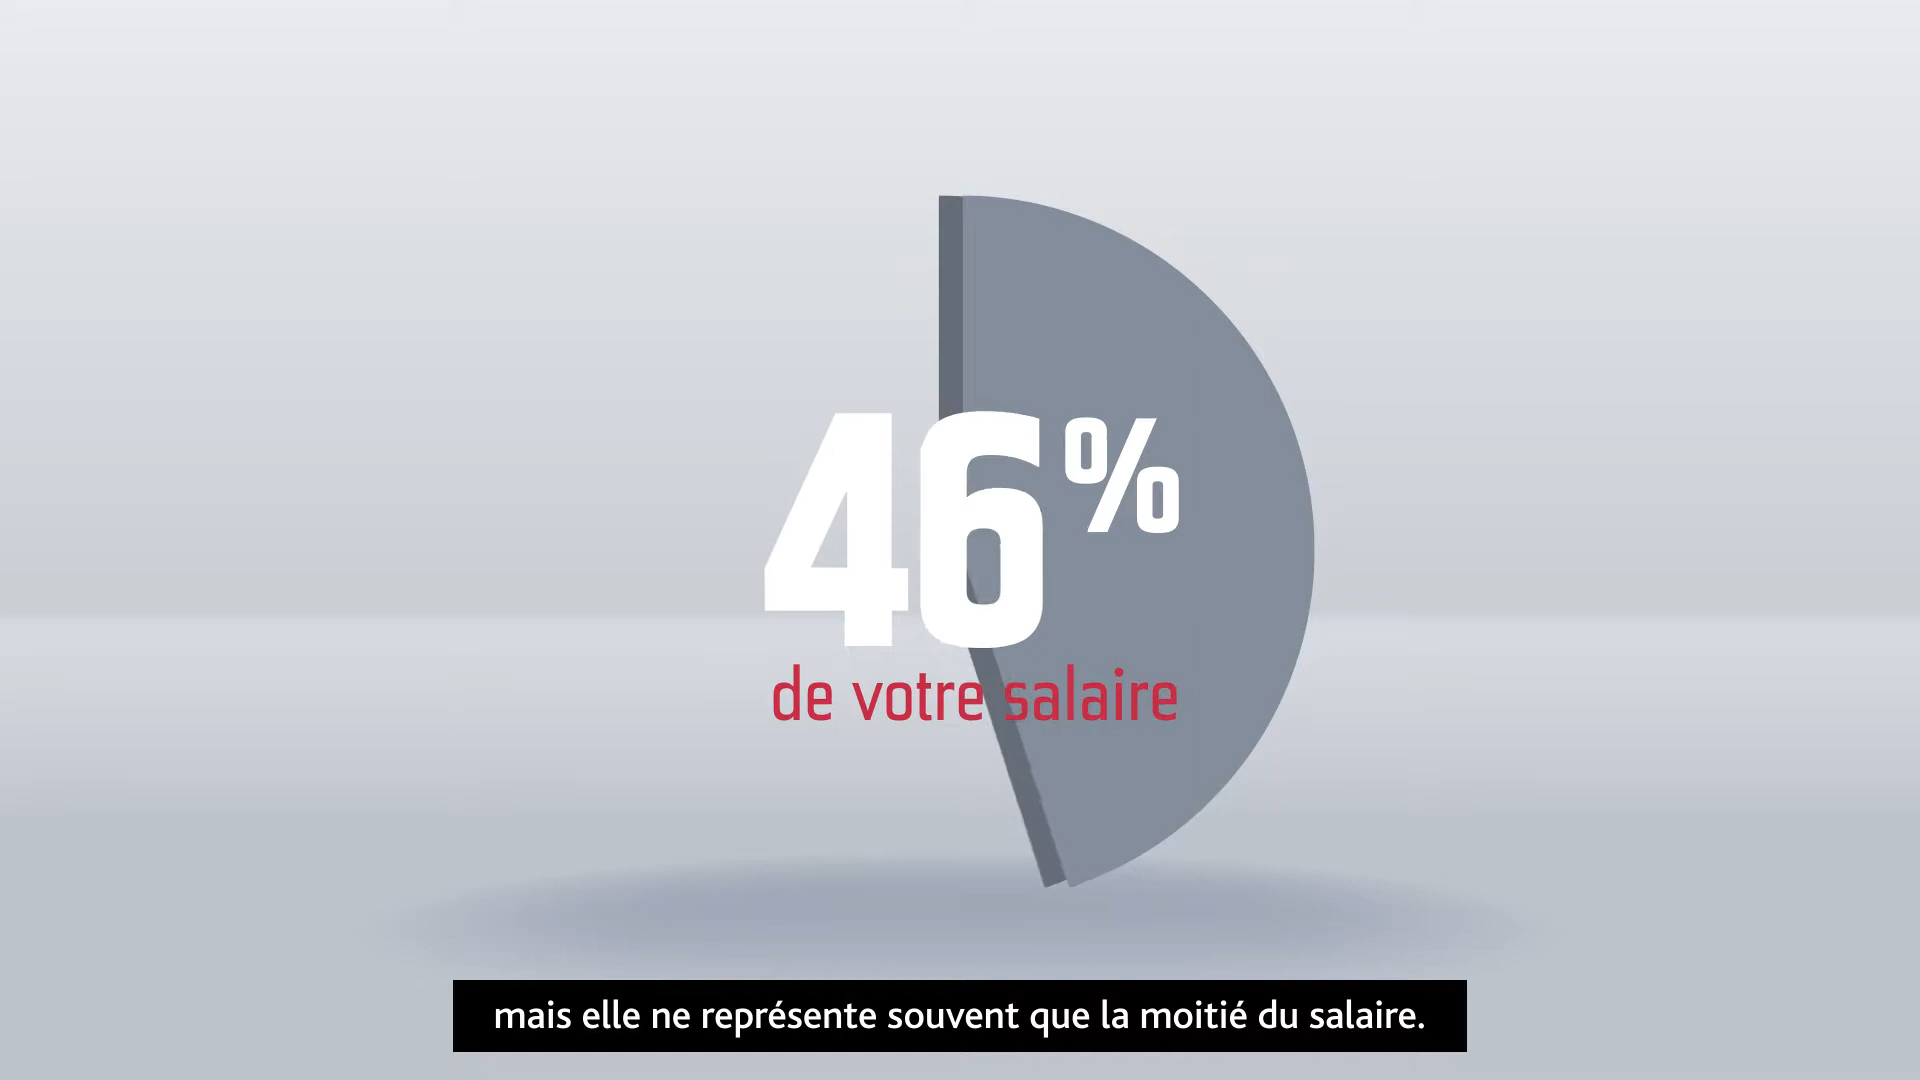 46%
de votre salaire
mais elle ne représente souvent que la moitié du salaire.